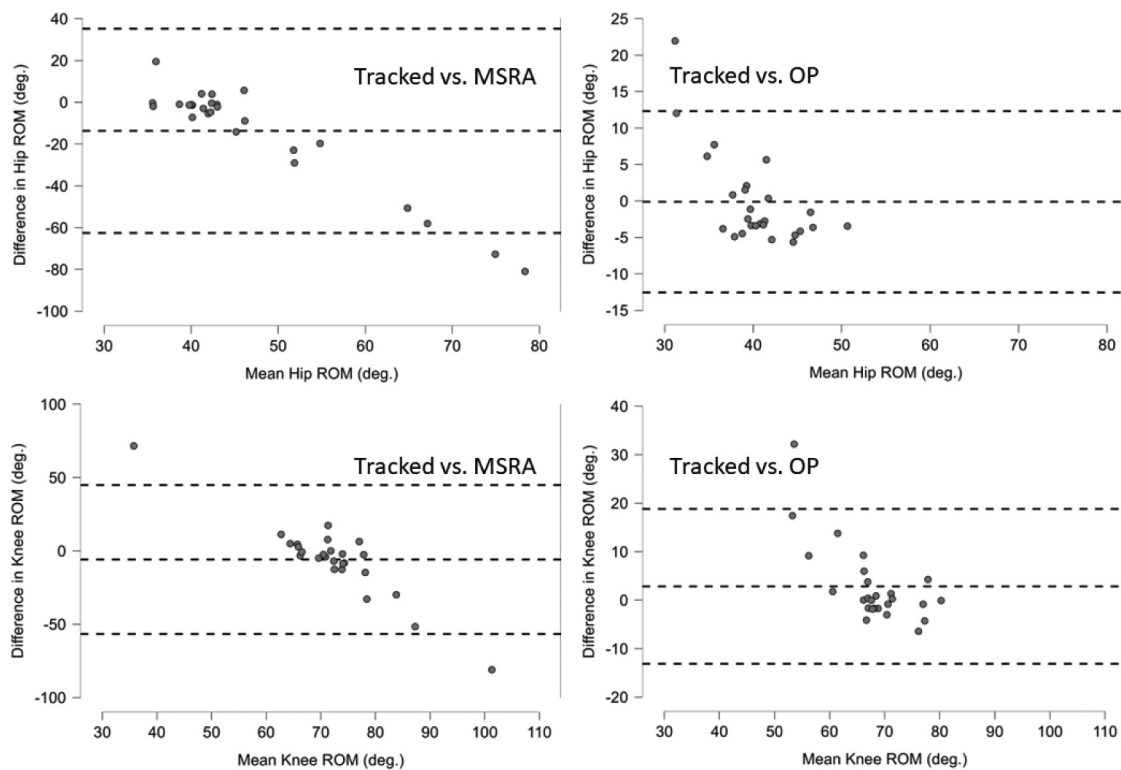 40
20
0
-20
-40
-60
-80
-100
Difference in Hip ROM (deg.)
Tracked vs. MSRA
30 40 50 60 70 80
Mean Hip ROM (deg.)
25
20
15
10
5
0
-5
-10
-15
Difference in Hip ROM (deg.)
Tracked vs. OP
30 40 50 60 70 80
Mean Hip ROM (deg.)
100
50
0
-50
-100
Difference in Knee ROM (deg.)
Tracked vs. MSRA
30 40 50 60 70 80 90 100 110
Mean Knee ROM (deg.)
40
30
20
10
0
-10
-20
Difference in Knee ROM (deg.)
Tracked vs. OP
30 40 50 60 70 80 90 100 110
Mean Knee ROM (deg.)